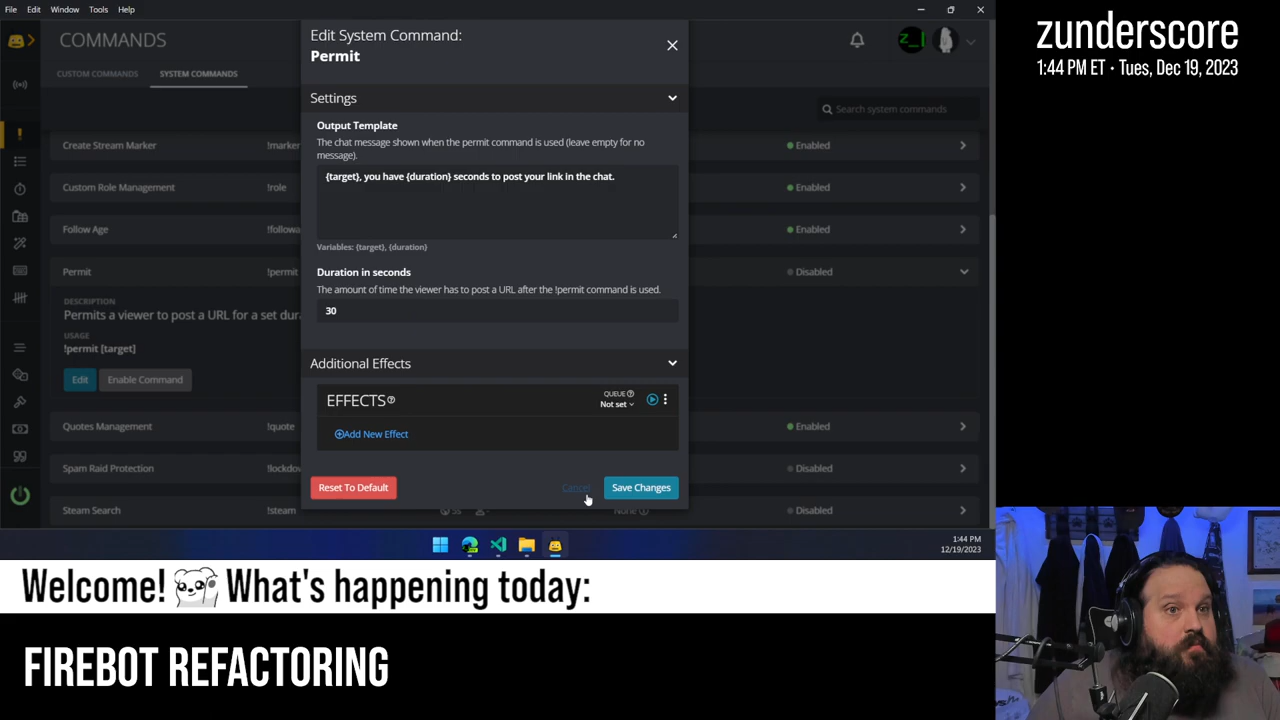 File Edit Window Tools Help
COMMANDS
CUSTOM COMMANDS SYSTEM COMMANDS
Search system commands
Create Stream Marker !marker Enabled
Custom Role Management !role Enabled
Follow Age !followa Enabled
Permit !permit Disabled
DESCRIPTION
Permits a viewer to post a URL for a set dura
USAGE
!permit [target]
Edit Enable Command
Quotes Management !quote Enabled
Spam Raid Protection !lockdo Disabled
Steam Search !steam 5s None Disabled
Edit System Command:
Permit
Settings
Output Template
The chat message shown when the permit command is used (leave empty for no
message).
{target}, you have {duration} seconds to post your link in the chat.
Variables: {target}, {duration}
Duration in seconds
The amount of time the viewer has to post a URL after the !permit command is used.
30
Additional Effects
EFFECTS
QUEUE
Not set
Add New Effect
Reset To Default Cancel Save Changes
1:44 PM
12/19/2023
zunderscore
1:44 PM ET • Tues, Dec 19, 2023
Welcome! What's happening today:
FIREBOT REFACTORING